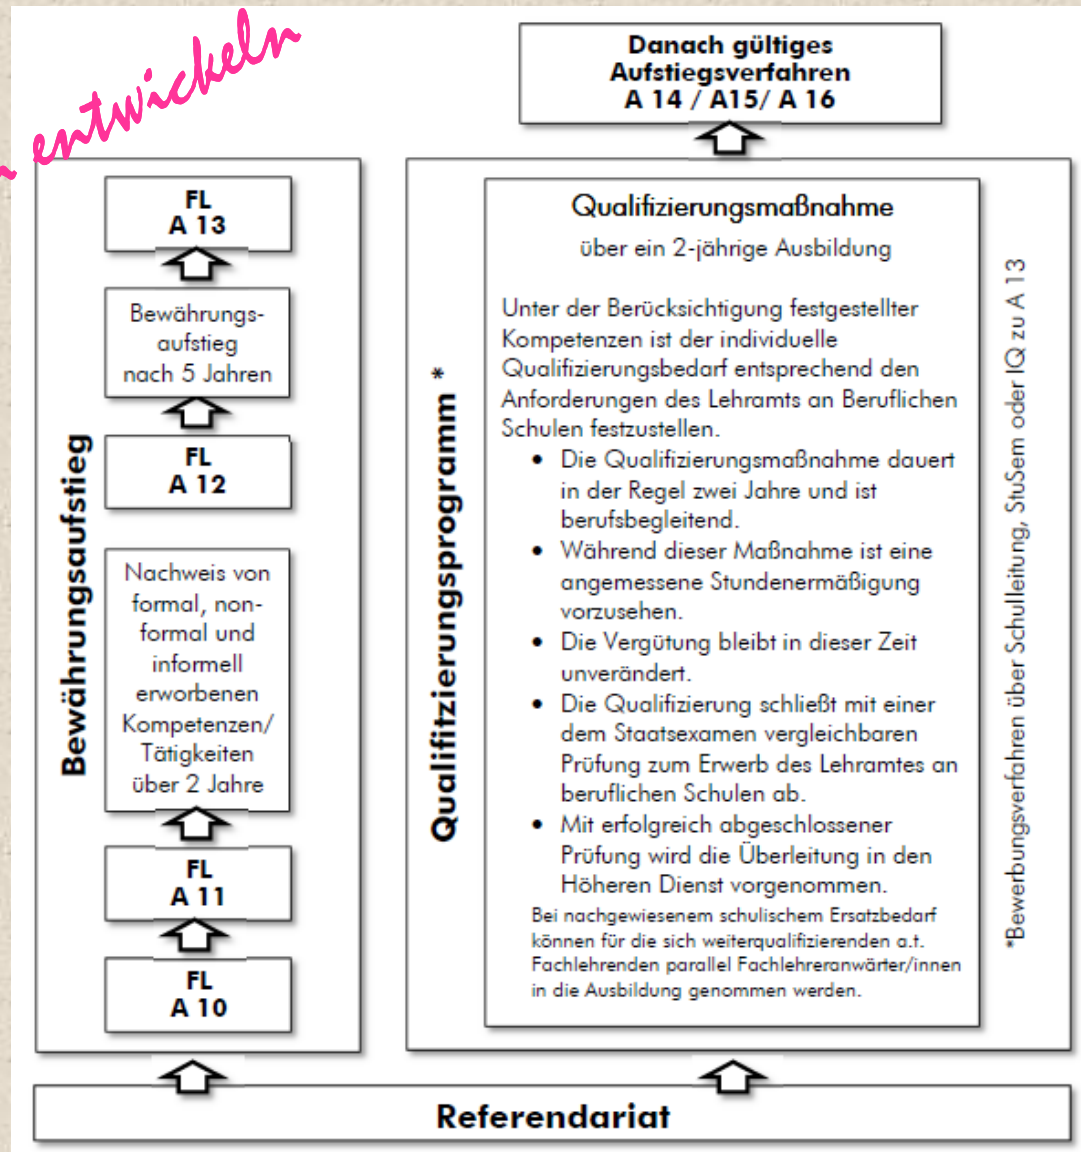 entwickeln
Danach gültiges
Aufstiegsverfahren
A 14 / A15/ A 16
FL
A 13
Bewährungs-
aufstieg
nach 5 Jahren
FL
A 12
Nachweis von
formal, non-
formal und
informell
erworbenen
Kompetenzen/
Tätigkeiten
über 2 Jahre
FL
A 11
FL
A 10
Bewährungsaufstieg
Qualifitzierungsprogramm *
Qualifizierungsmaßnahme
über ein 2-jährige Ausbildung
Unter der Berücksichtigung festgestellter
Kompetenzen ist der individuelle
Qualifizierungsbedarf entsprechend den
Anforderungen des Lehramts an Beruflichen
Schulen festzustellen.
• Die Qualifizierungsmaßnahme dauert
in der Regel zwei Jahre und ist
berufsbegleitend.
• Während dieser Maßnahme ist eine
angemessene Stundenermäßigung
vorzusehen.
• Die Vergütung bleibt in dieser Zeit
unverändert.
• Die Qualifizierung schließt mit einer
dem Staatsexamen vergleichbaren
Prüfung zum Erwerb des Lehramtes an
beruflichen Schulen ab.
• Mit erfolgreich abgeschlossener
Prüfung wird die Überleitung in den
Höheren Dienst vorgenommen.
Bei nachgewiesenem schulischem Ersatzbedarf
können für die sich weiterqualifizierenden a.t.
Fachlehrenden parallel Fachlehreranwärter/innen
in die Ausbildung genommen werden.
*Bewerbungsverfahren über Schulleitung, StuSem oder IQ zu A 13
Referendariat